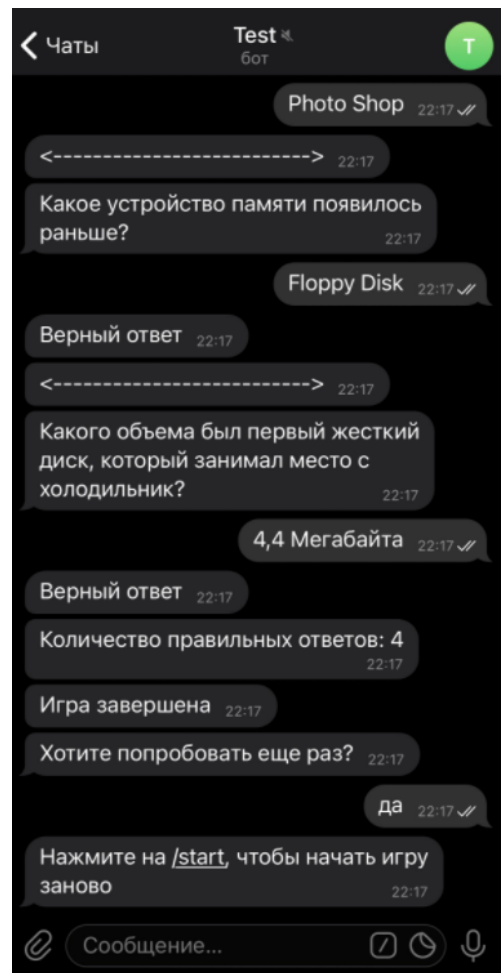 Чаты
Test
бот
T
Photo Shop 22:17
<--------------------------> 22:17
Какое устройство памяти появилось
раньше? 22:17
Floppy Disk 22:17
Верный ответ 22:17
<--------------------------> 22:17
Какого объема был первый жесткий
диск, который занимал место с
холодильник? 22:17
4,4 Мегабайта 22:17
Верный ответ 22:17
Количество правильных ответов: 4
22:17
Игра завершена 22:17
Хотите попробовать еще раз? 22:17
да 22:17
Нажмите на /start, чтобы начать игру
заново 22:17
Сообщение...